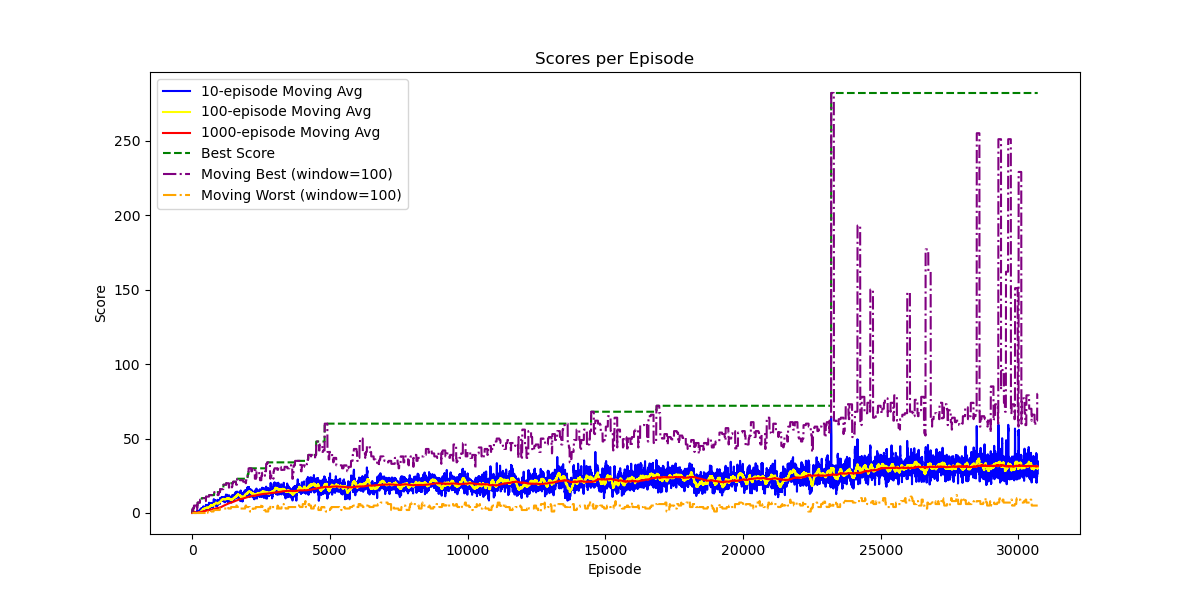 Scores per Episode
10-episode Moving Avg
100-episode Moving Avg
1000-episode Moving Avg
Best Score
Moving Best (window=100)
Moving Worst (window=100)
Score
250
200
150
100
50
0
0 5000 10000 15000 20000 25000 30000
Episode